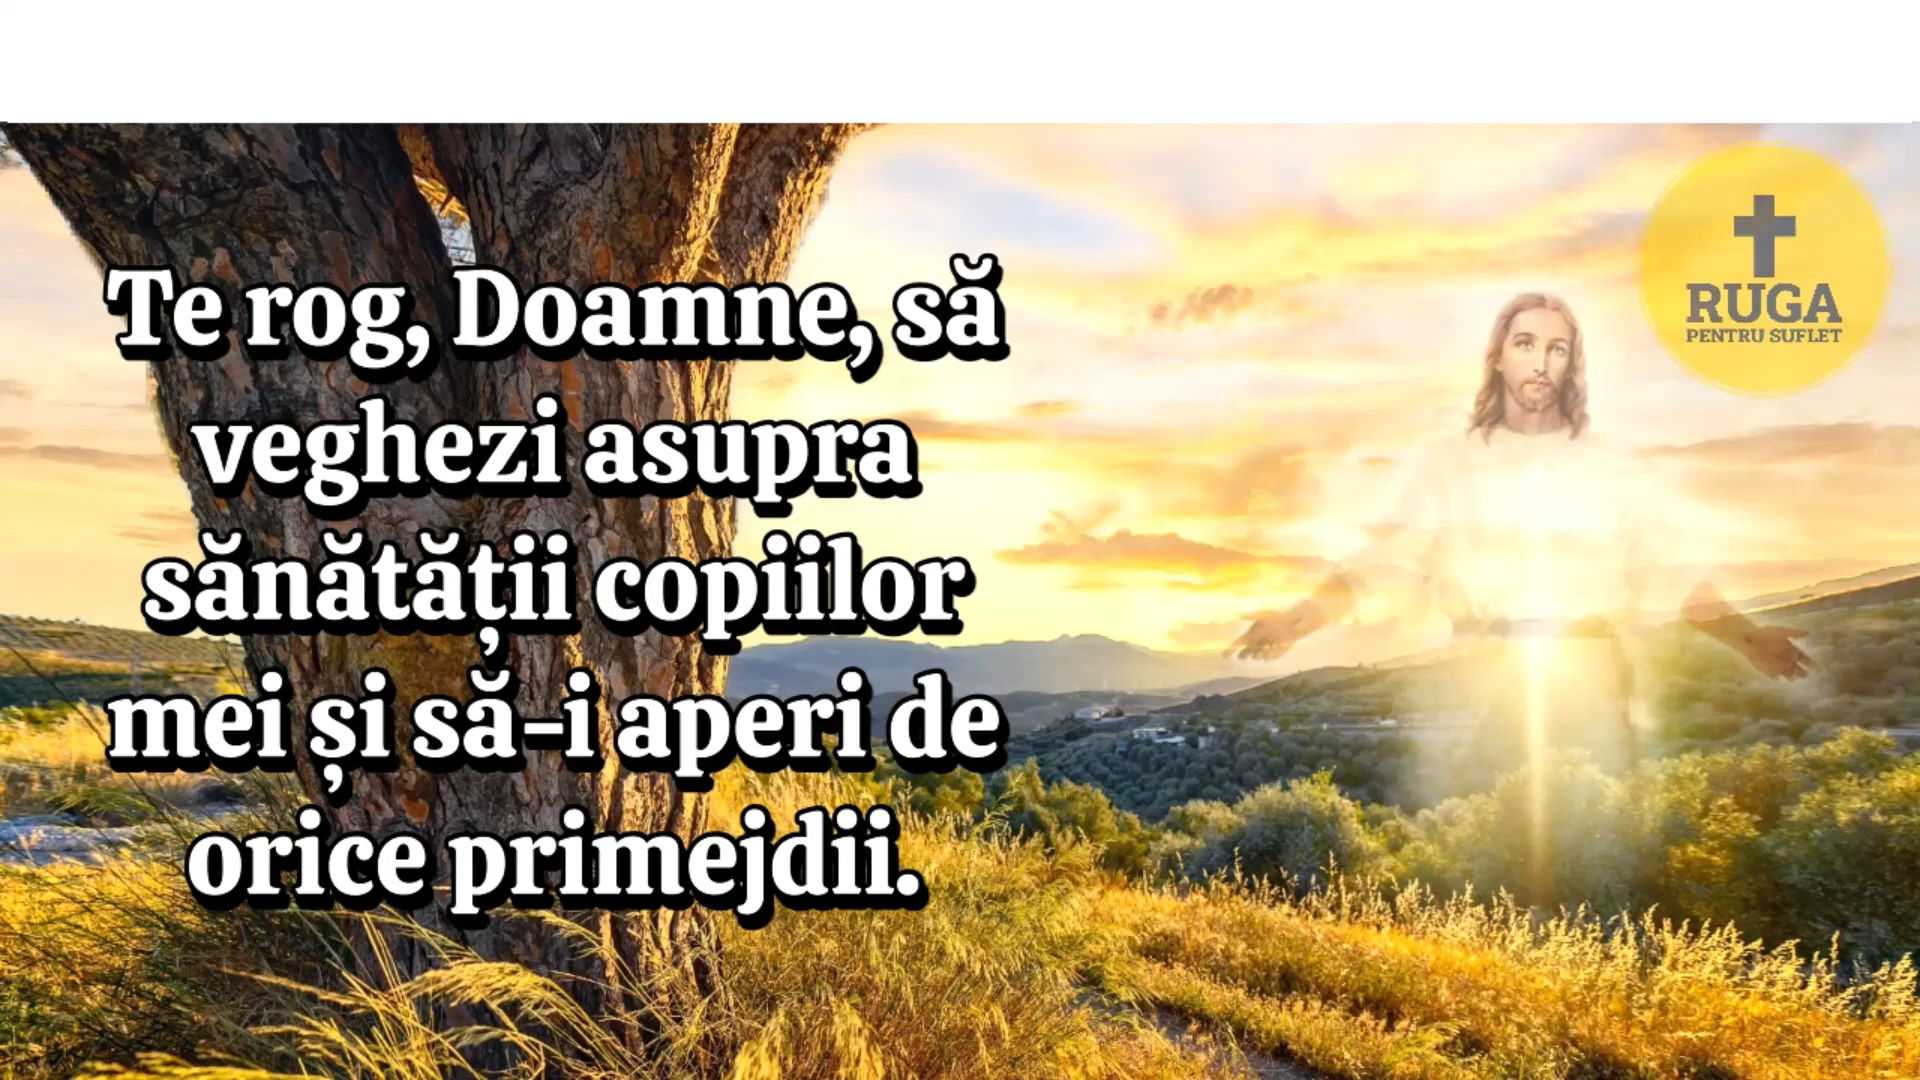 Te rog, Doamne, să
veghezi asupra
sănătății copiilor
mei și să-i aperi de
orice primejdii.
RUGA
PENTRU SUFLET